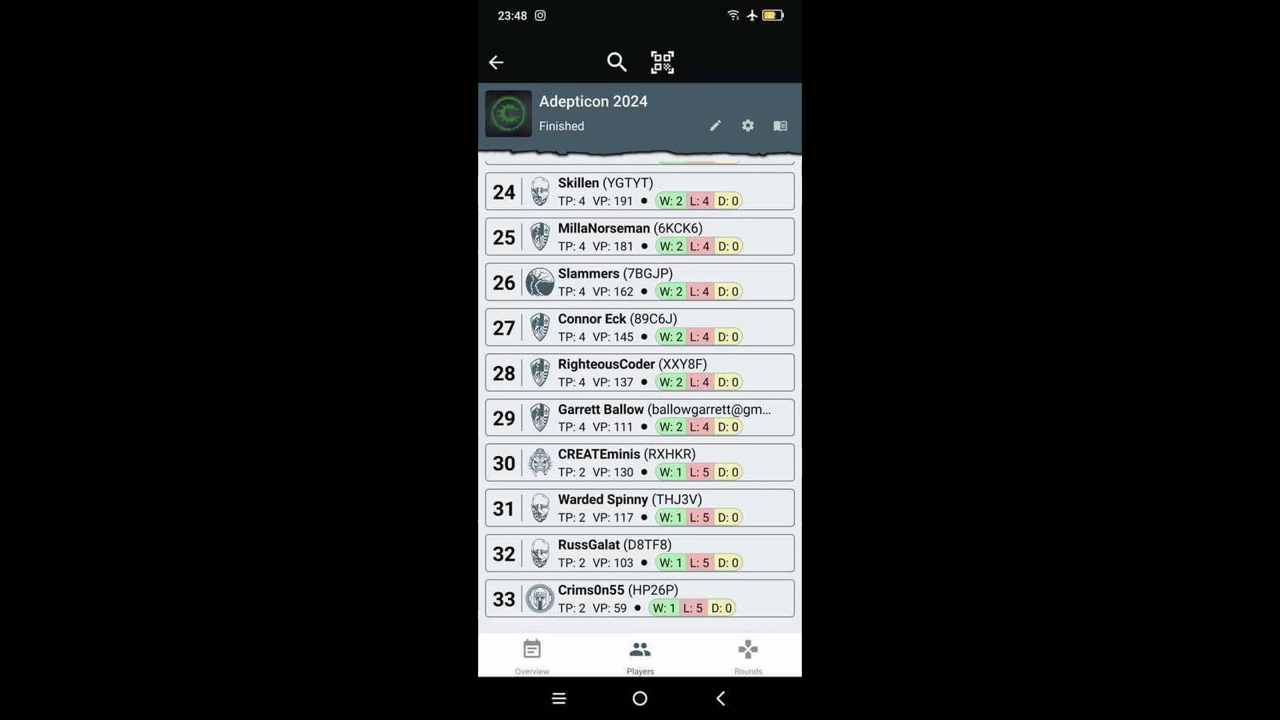 23:48
Adepticon 2024
Finished
24 Skillen (YGTYT)
TP: 4 VP: 191 ● W: 2 L: 4 D: 0
25 MillaNorseman (6KCK6)
TP: 4 VP: 181 ● W: 2 L: 4 D: 0
26 Slammers (7BGJP)
TP: 4 VP: 162 ● W: 2 L: 4 D: 0
27 Connor Eck (89C6J)
TP: 4 VP: 145 ● W: 2 L: 4 D: 0
28 RighteousCoder (XXY8F)
TP: 4 VP: 137 ● W: 2 L: 4 D: 0
29 Garrett Ballow (ballowgarrett@gm...
TP: 4 VP: 111 ● W: 2 L: 4 D: 0
30 CREATEminis (RXHKR)
TP: 2 VP: 130 ● W: 1 L: 5 D: 0
31 Warded Spinny (THJ3V)
TP: 2 VP: 117 ● W: 1 L: 5 D: 0
32 RussGalat (D8TF8)
TP: 2 VP: 103 ● W: 1 L: 5 D: 0
33 Crims0n55 (HP26P)
TP: 2 VP: 59 ● W: 1 L: 5 D: 0
Overview Players Rounds